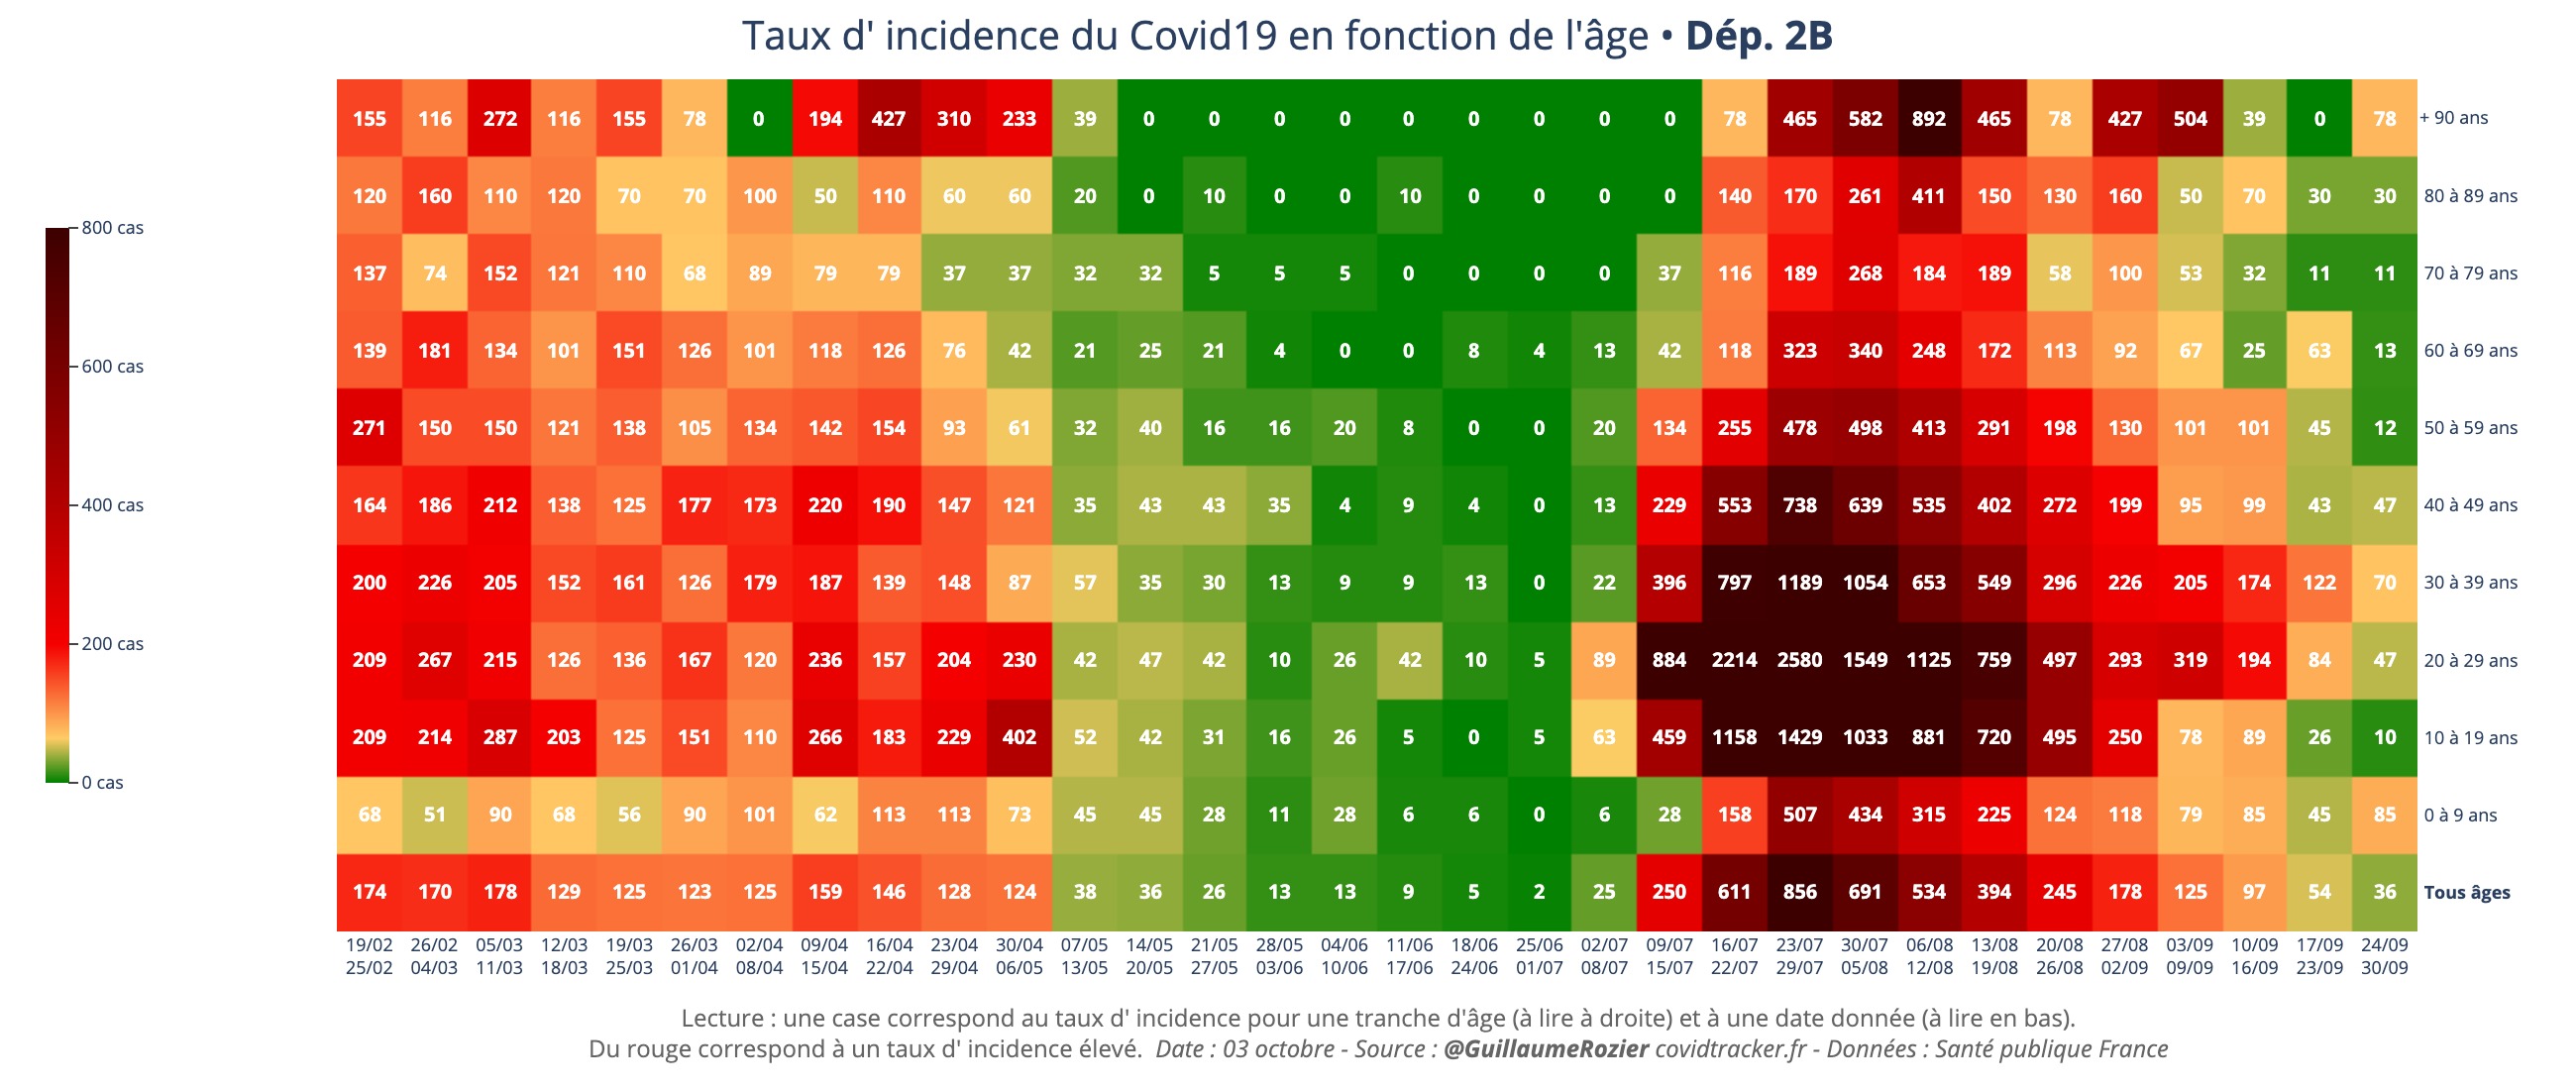 Taux d' incidence du Covid19 en fonction de l'âge • Dép. 2B
800 cas
600 cas
400 cas
200 cas
0 cas
155 116 272 116 155 78 0 194 427 310 233 39 0 0 0 0 0 0 0 0 0 78 465 582 892 465 78 427 504 39 0 78 + 90 ans
120 160 110 120 70 70 100 50 110 60 60 20 0 10 0 0 10 0 0 0 0 140 170 261 411 150 130 160 50 70 30 30 80 à 89 ans
137 74 152 121 110 68 89 79 79 37 37 32 32 5 5 5 0 0 0 0 37 116 189 268 184 189 58 100 53 32 11 11 70 à 79 ans
139 181 134 101 151 126 101 118 126 76 42 21 25 21 4 0 0 8 4 13 42 118 323 340 248 172 113 92 67 25 63 13 60 à 69 ans
271 150 150 121 138 105 134 142 154 93 61 32 40 16 16 20 8 0 0 20 134 255 478 498 413 291 198 130 101 101 45 12 50 à 59 ans
164 186 212 138 125 177 173 220 190 147 121 35 43 43 35 4 9 4 0 13 229 553 738 639 535 402 272 199 95 99 43 47 40 à 49 ans
200 226 205 152 161 126 179 187 139 148 87 57 35 30 13 9 9 13 0 22 396 797 1189 1054 653 549 296 226 205 174 122 70 30 à 39 ans
209 267 215 126 136 167 120 236 157 204 230 42 47 42 10 26 42 10 5 89 884 2214 2580 1549 1125 759 497 293 319 194 84 47 20 à 29 ans
209 214 287 203 125 151 110 266 183 229 402 52 42 31 16 26 5 0 5 63 459 1158 1429 1033 881 720 495 250 78 89 26 10 10 à 19 ans
68 51 90 68 56 90 101 62 113 113 73 45 45 28 11 28 6 6 0 6 28 158 507 434 315 225 124 118 79 85 45 85 0 à 9 ans
174 170 178 129 125 123 125 159 146 128 124 38 36 26 13 13 9 5 2 25 250 611 856 691 534 394 245 178 125 97 54 36 Tous âges
19/02 26/02 05/03 12/03 19/03 26/03 02/04 09/04 16/04 23/04 30/04 07/05 14/05 21/05 28/05 04/06 11/06 18/06 25/06 02/07 09/07 16/07 23/07 30/07 06/08 13/08 20/08 27/08 03/09 10/09 17/09 24/09
25/02 04/03 11/03 18/03 25/03 01/04 08/04 15/04 22/04 29/04 06/05 13/05 20/05 27/05 03/06 10/06 17/06 24/06 01/07 08/07 15/07 22/07 29/07 05/08 12/08 19/08 26/08 02/09 09/09 16/09 23/09 30/09
Lecture : une case correspond au taux d' incidence pour une tranche d'âge (à lire à droite) et à une date donnée (à lire en bas).
Du rouge correspond à un taux d' incidence élevé. Date : 03 octobre - Source : @GuillaumeRozier covidtracker.fr - Données : Santé publique France